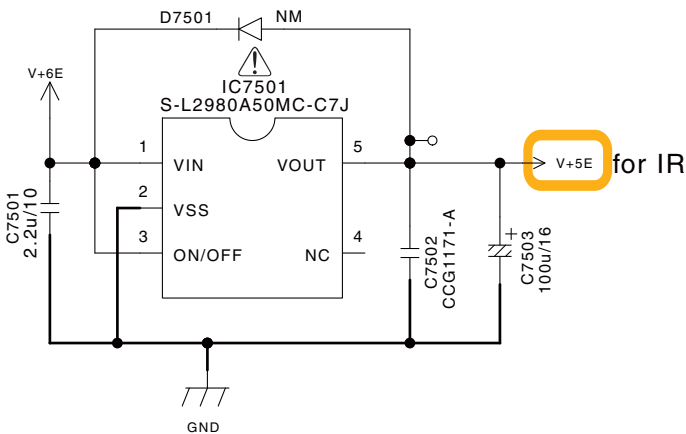 D7501 NM
V+6E
IC7501
S-L2980A50MC-C7J
1 VIN
2 VSS
3 ON/OFF
VOUT 5
NC 4
C7501
2.2u/10
C7502
CCG1171-A
+
C7503
100u/16
V+5E for IR
GND